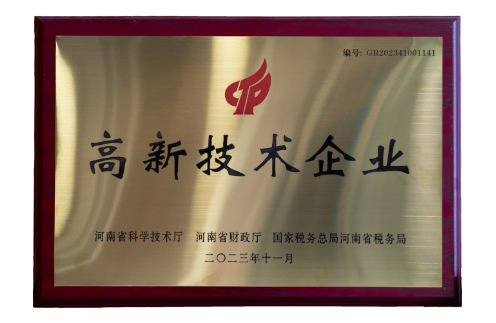 编号: GR202341001141
高新技术企业
河南省科学技术厅 河南省财政厅 国家税务总局河南省税务局
二〇二三年十一月